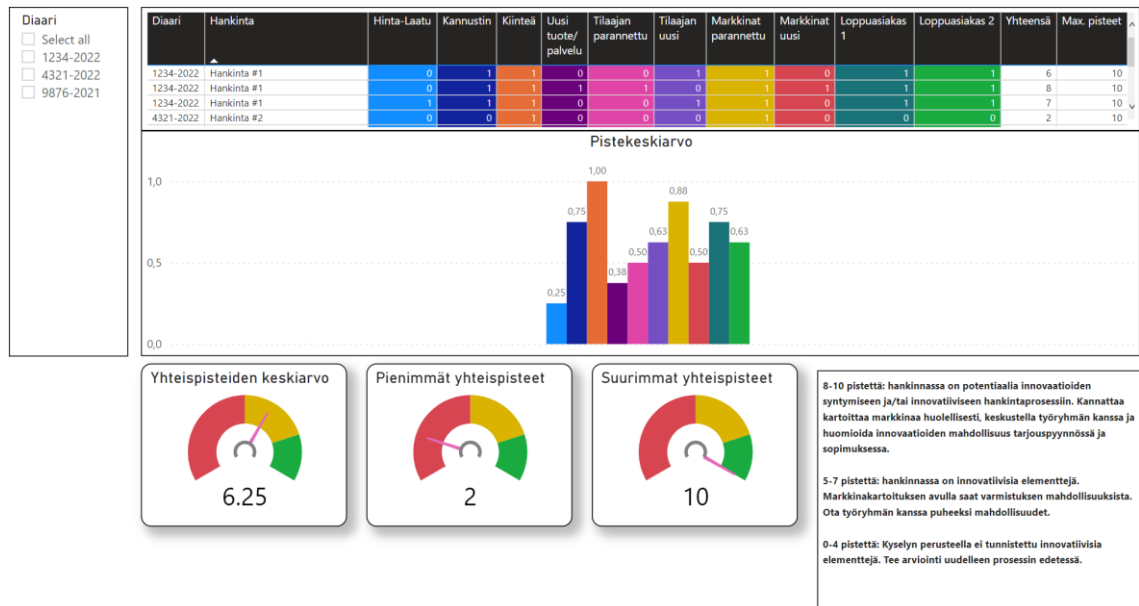 Diaari
Select all
1234-2022
4321-2022
9876-2021
Diaari Hankinta Hinta-Laatu Kannustin Kiinteä Uusi tuote/ palvelu Tilaajan parannettu Tilaajan uusi Markkinat parannettu Markkinat uusi Loppuasiakas 1 Loppuasiakas 2 Yhteensä Max. pisteet
1234-2022 Hankinta #1 0 1 1 0 0 1 1 0 1 1 6 10
1234-2022 Hankinta #1 0 0 1 1 1 0 1 1 1 1 8 10
1234-2022 Hankinta #1 1 1 1 0 0 0 1 0 1 1 7 10
4321-2022 Hankinta #2 0 0 1 0 0 0 1 0 0 0 2 10
Pistekeskiarvo
1,0
0,5
0,0
0,25
0,75
1,00
0,38
0,50
0,63
0,88
0,50
0,75
0,63
Yhteispisteiden keskiarvo
6.25
Pienimmät yhteispisteet
2
Suurimmat yhteispisteet
10
8-10 pistettä: hankinnassa on potentiaalia innovaatioiden
syntymiseen ja/tai innovatiiviseen hankintaprosessiin. Kannattaa
kartoittaa markkinaa huolellisesti, keskustella työryhmän kanssa ja
huomioida innovaatioiden mahdollisuus tarjouspyynnössä ja
sopimuksessa.
5-7 pistettä: hankinnassa on innovatiivisia elementtejä.
Markkinakartoituksen avulla saat varmistuksen mahdollisuuksista.
Ota työryhmän kanssa puheeksi mahdollisuudet.
0-4 pistettä: Kyselyn perusteella ei tunnistettu innovatiivisia
elementtejä. Tee arviointi uudelleen prosessin edetessä.